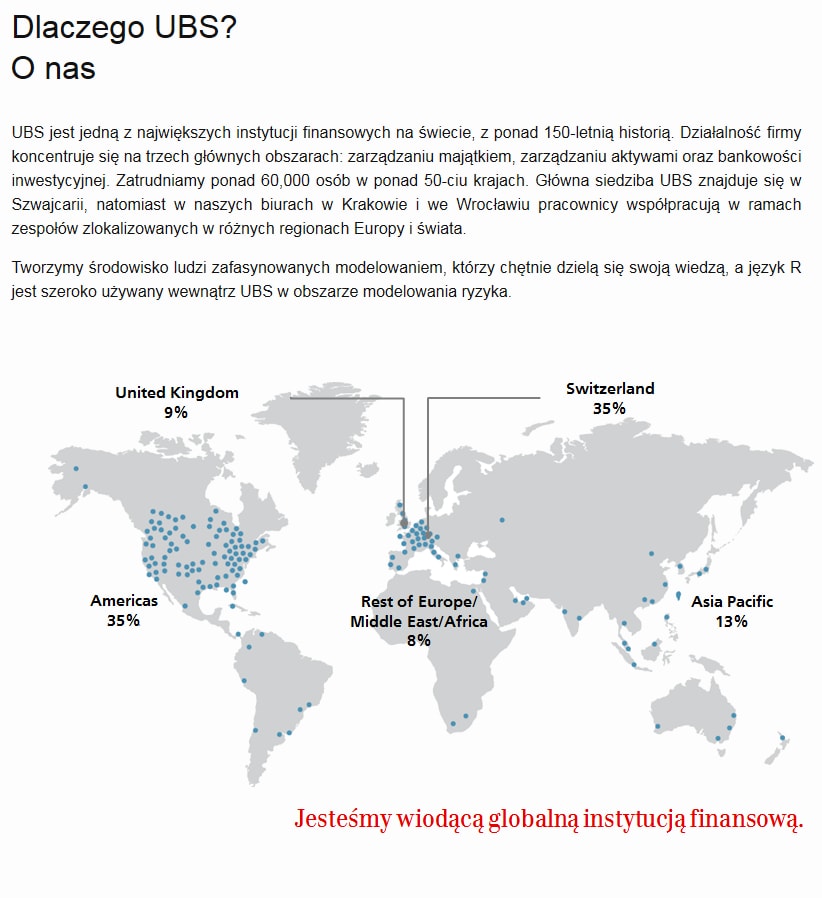 Dlaczego UBS?
O nas
UBS jest jedną z największych instytucji finansowych na świecie, z ponad 150-letnią historią. Działalność firmy
koncentruje się na trzech głównych obszarach: zarządzaniu majątkiem, zarządzaniu aktywami oraz bankowości
inwestycyjnej. Zatrudniamy ponad 60,000 osób w ponad 50-ciu krajach. Główna siedziba UBS znajduje się w
Szwajcarii, natomiast w naszych biurach w Krakowie i we Wrocławiu pracownicy współpracują w ramach
zespołów zlokalizowanych w różnych regionach Europy i świata.
Tworzymy środowisko ludzi zafasynowanych modelowaniem, którzy chętnie dzielą się swoją wiedzą, a język R
jest szeroko używany wewnątrz UBS w obszarze modelowania ryzyka.
United Kingdom
9%
Switzerland
35%
Americas
35%
Rest of Europe/
Middle East/Africa
8%
Asia Pacific
13%
Jesteśmy wiodącą globalną instytucją finansową.